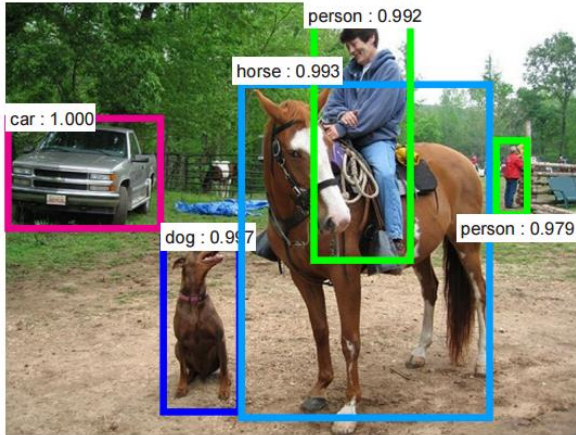 person : 0.992
horse : 0.993
car : 1.000
person : 0.979
dog : 0.997